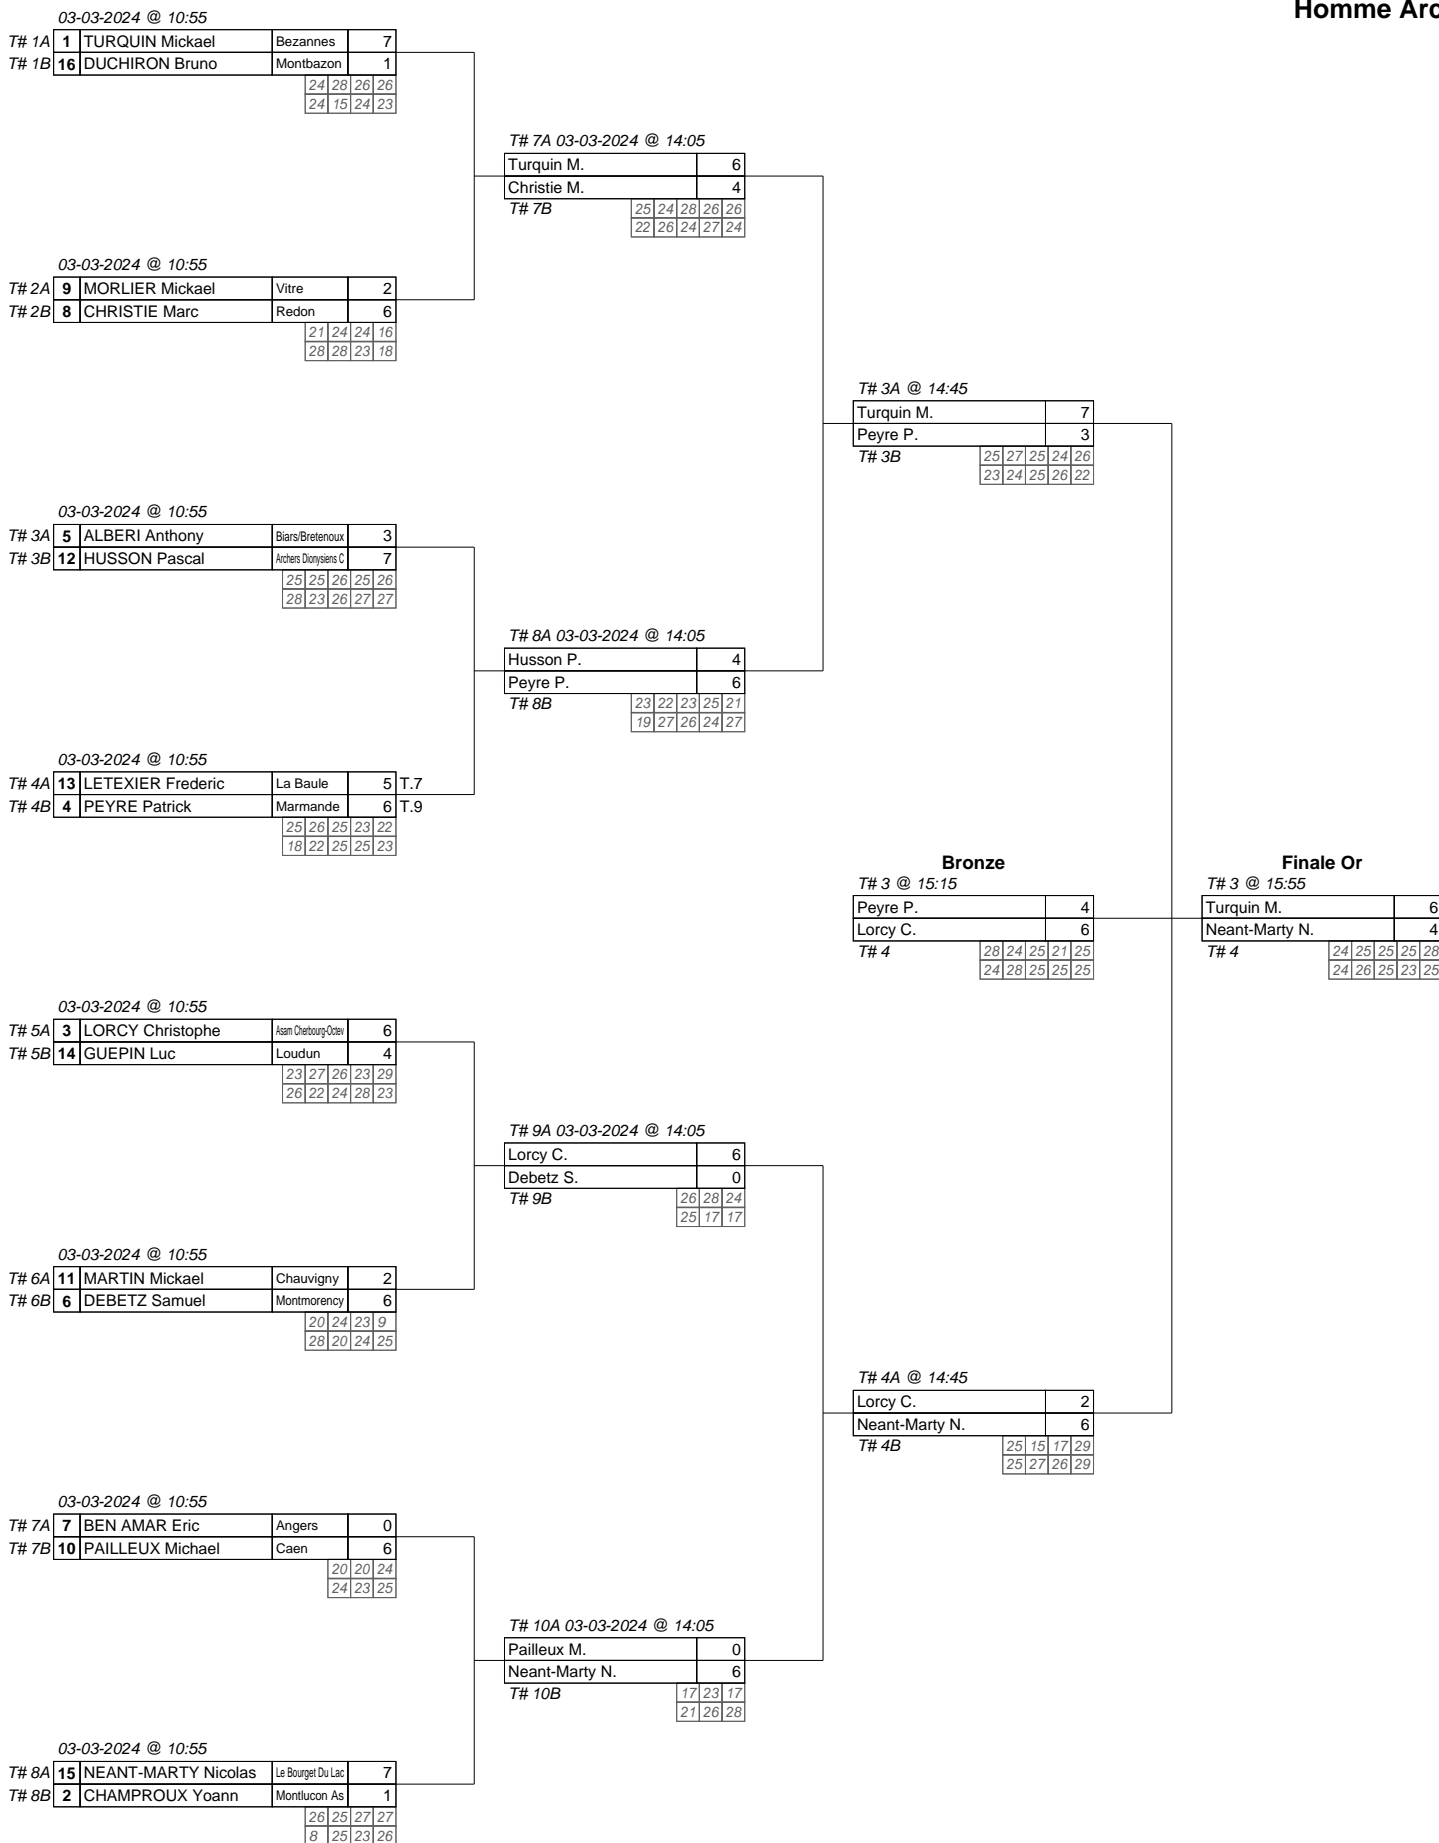 Homme Arc
03-03-2024 @ 10:55
T# 1A 1 TURQUIN Mickael Bezannes 7
T# 1B 16 DUCHIRON Bruno Montbazon 1
24 28 26 26
24 15 24 23
T# 7A 03-03-2024 @ 14:05
Turquin M. 6
Christie M. 4
T# 7B 25 24 28 26 26
22 26 24 27 24
03-03-2024 @ 10:55
T# 2A 9 MORLIER Mickael Vitre 2
T# 2B 8 CHRISTIE Marc Redon 6
21 24 24 16
28 28 23 18
T# 3A @ 14:45
Turquin M. 7
Peyre P. 3
T# 3B 25 27 25 24 26
23 24 25 26 22
03-03-2024 @ 10:55
T# 3A 5 ALBERI Anthony Biars/Bretenoux 3
T# 3B 12 HUSSON Pascal Archers Dionysiens C 7
25 25 26 25 26
28 23 26 27 27
T# 8A 03-03-2024 @ 14:05
Husson P. 4
Peyre P. 6
T# 8B 23 22 23 25 21
19 27 26 24 27
03-03-2024 @ 10:55
T# 4A 13 LETEXIER Frederic La Baule 5 T.7
T# 4B 4 PEYRE Patrick Marmande 6 T.9
25 26 25 23 22
18 22 25 25 23
Bronze
T# 3 @ 15:15
Peyre P. 4
Lorcy C. 6
T# 4 28 24 25 21 25
24 28 25 25 25
Finale Or
T# 3 @ 15:55
Turquin M. 6
Neant-Marty N. 4
T# 4 24 25 25 25 28
24 26 25 23 25
03-03-2024 @ 10:55
T# 5A 3 LORCY Christophe Asam Cherbourg-Octev 6
T# 5B 14 GUEPIN Luc Loudun 4
23 27 26 23 29
26 22 24 28 23
T# 9A 03-03-2024 @ 14:05
Lorcy C. 6
Debetz S. 0
T# 9B 26 28 24
25 17 17
03-03-2024 @ 10:55
T# 6A 11 MARTIN Mickael Chauvigny 2
T# 6B 6 DEBETZ Samuel Montmorency 6
20 24 23 9
28 20 24 25
T# 4A @ 14:45
Lorcy C. 2
Neant-Marty N. 6
T# 4B 25 15 17 29
25 27 26 29
03-03-2024 @ 10:55
T# 7A 7 BEN AMAR Eric Angers 0
T# 7B 10 PAILLEUX Michael Caen 6
20 20 24
24 23 25
T# 10A 03-03-2024 @ 14:05
Pailleux M. 0
Neant-Marty N. 6
T# 10B 17 23 17
21 26 28
03-03-2024 @ 10:55
T# 8A 15 NEANT-MARTY Nicolas Le Bourget Du Lac 7
T# 8B 2 CHAMPROUX Yoann Montlucon As 1
26 25 27 27
8 25 23 26